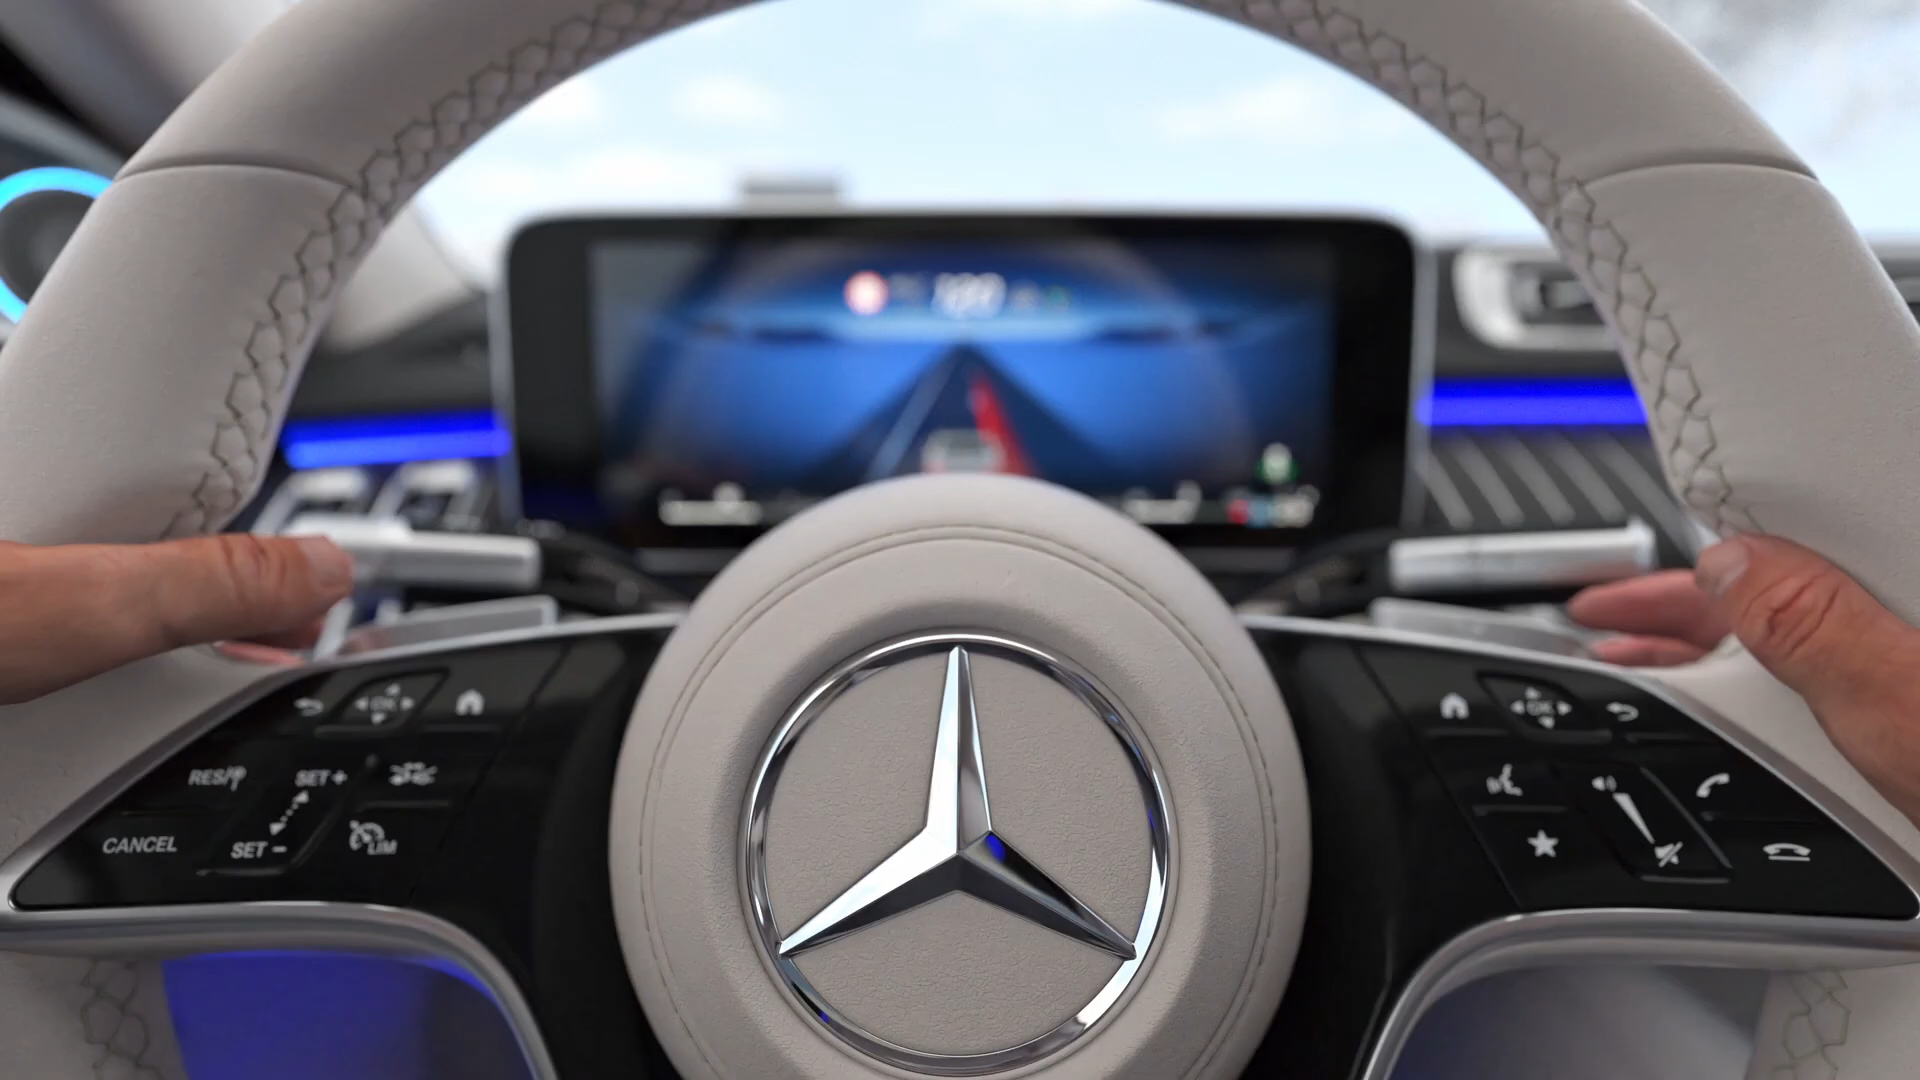 OK
OK
RES/
SET +
CANCEL
SET -
LIM